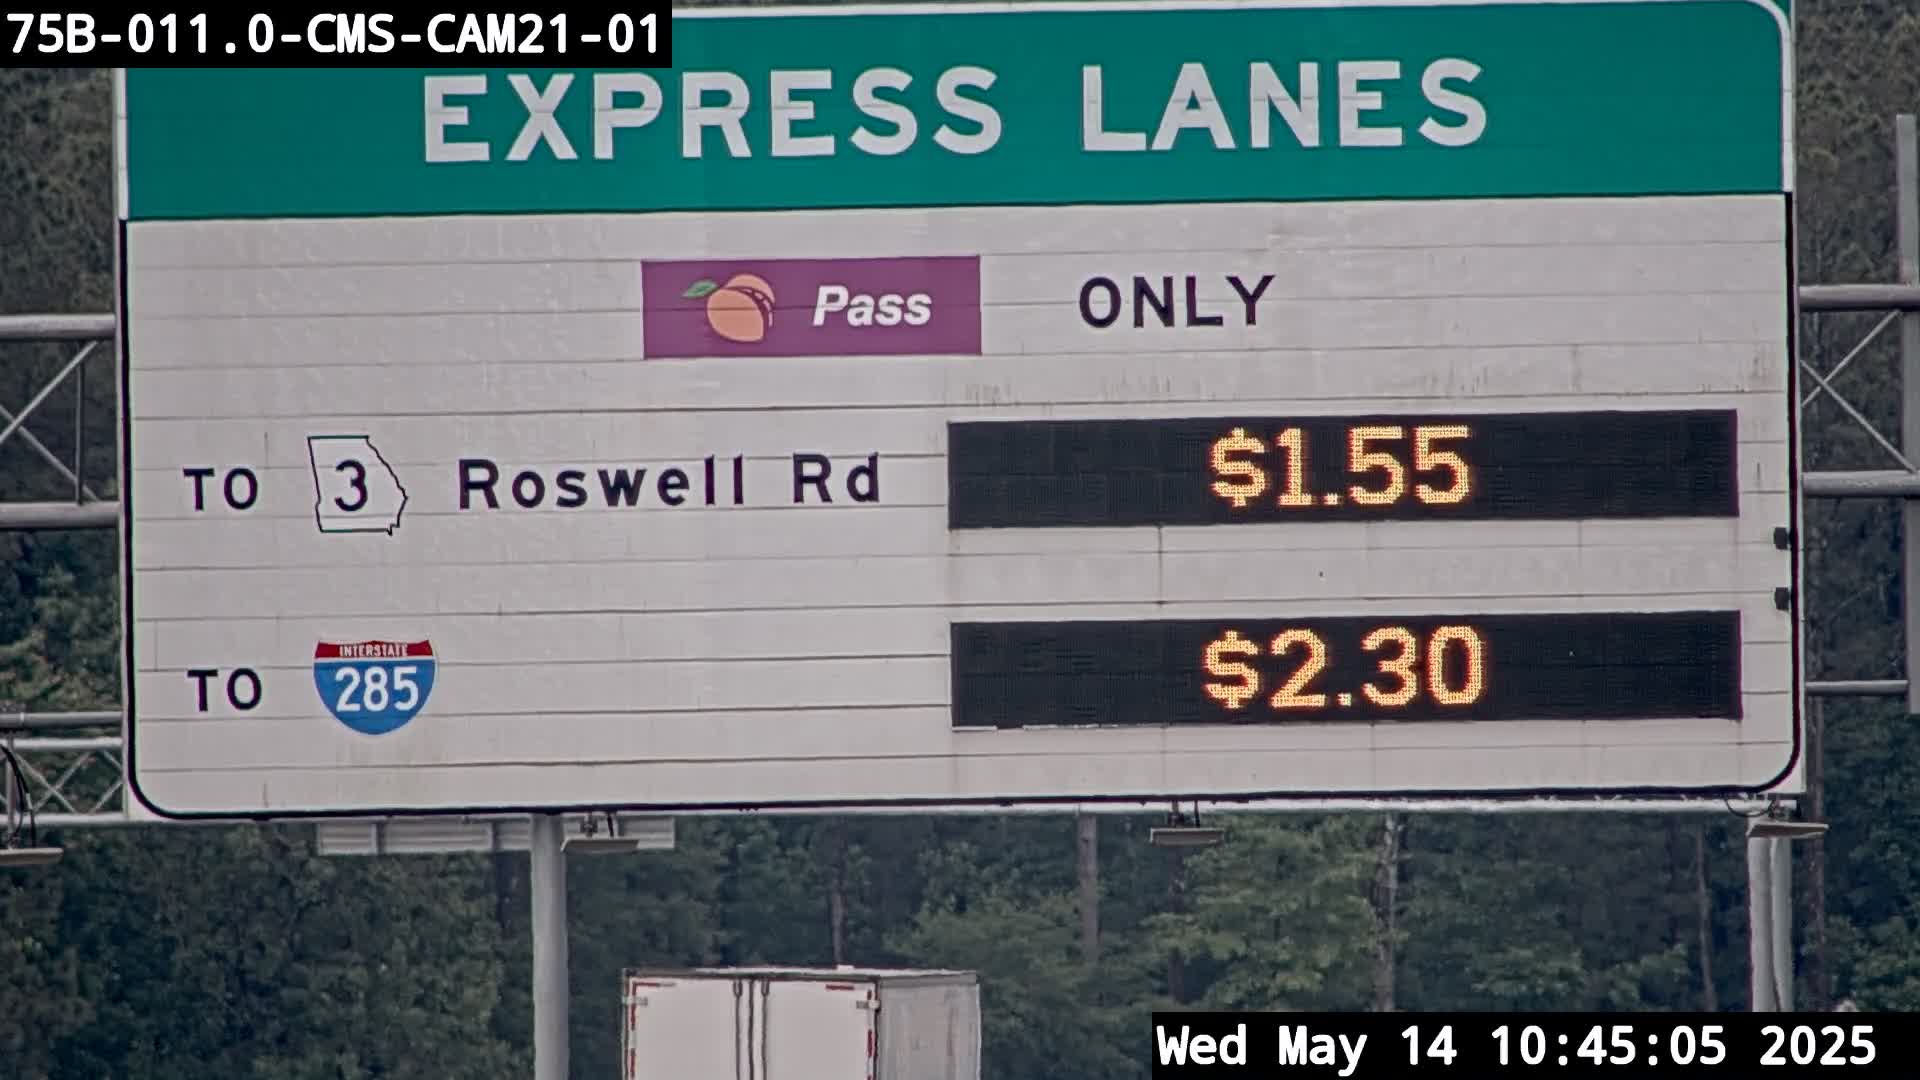 75B-011.0-CMS-CAM21-01
EXPRESS LANES
Pass ONLY
TO 3 Roswell Rd $1.55
TO INTERSTATE 285 $2.30
Wed May 14 10:45:05 2025